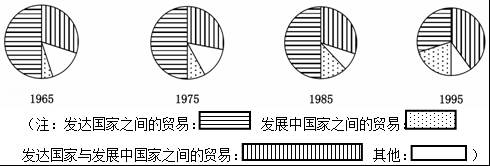 1965 1975 1985 1995
（注：发达国家之间的贸易： 发展中国家之间的贸易：
发达国家与发展中国家之间的贸易： 其他： ）